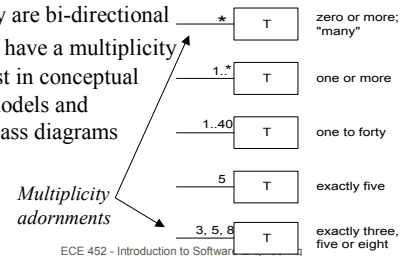 y are bi-directional
have a multiplicity
st in conceptual
odels and
ass diagrams
Multiplicity
adornments
* T zero or more;
"many"
1..* T one or more
1..40 T one to forty
5 T exactly five
3, 5, 8 T exactly three,
five or eight
ECE 452 - Introduction to Software Engineering